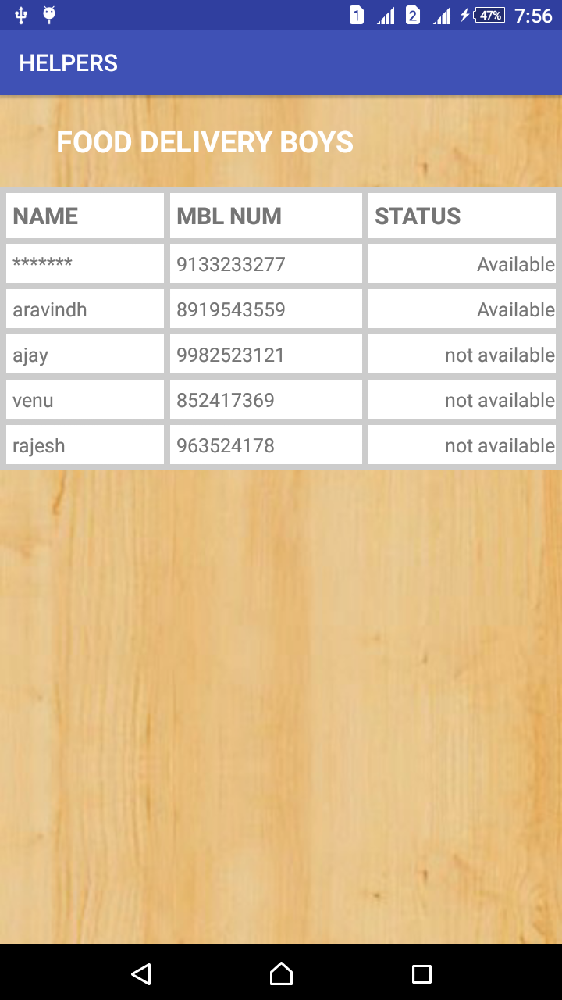 1 2 47% 7:56
HELPERS
FOOD DELIVERY BOYS
NAME MBL NUM STATUS
******* 9133233277 Available
aravindh 8919543559 Available
ajay 9982523121 not available
venu 852417369 not available
rajesh 963524178 not available